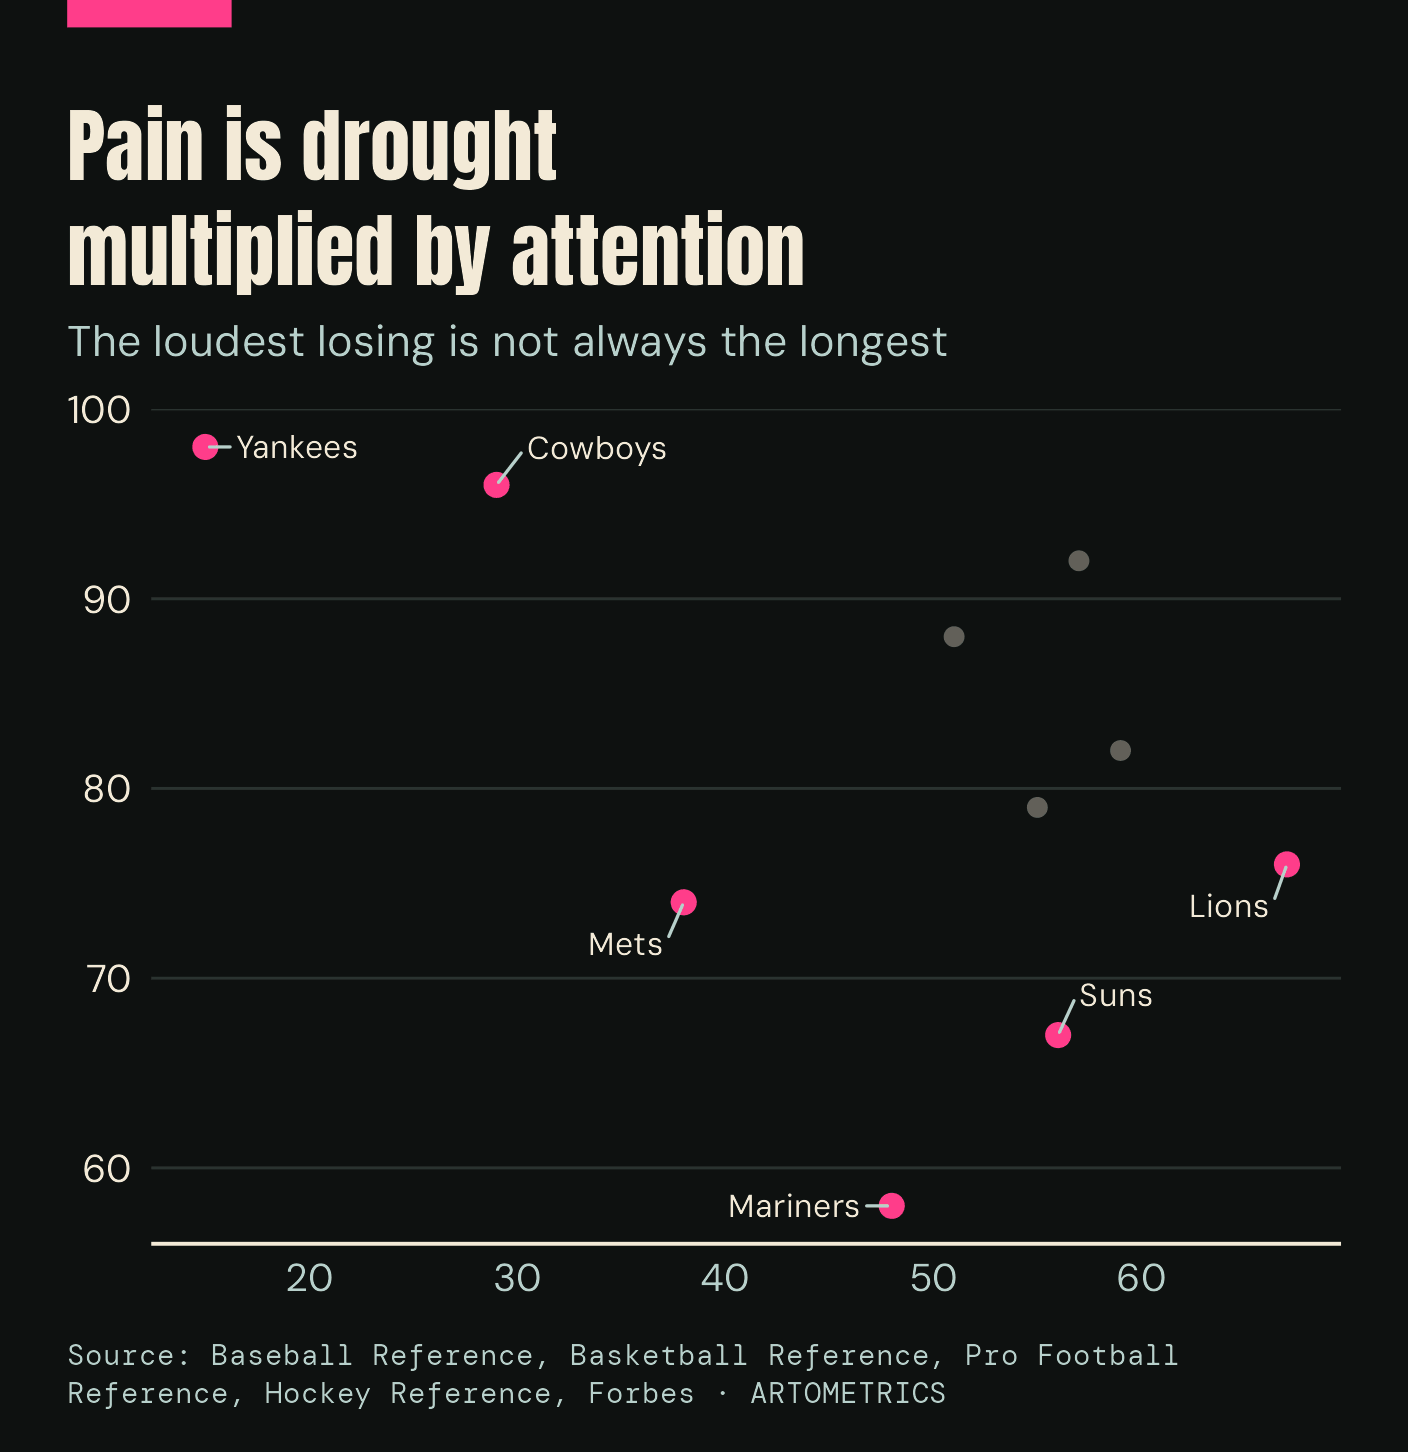 Pain is drought
multiplied by attention
The loudest losing is not always the longest
100
Yankees
Cowboys
90
80
Lions
Mets
70
Suns
60
Mariners
20 30 40 50 60
Source: Baseball Reference, Basketball Reference, Pro Football
Reference, Hockey Reference, Forbes · ARTOMETRICS